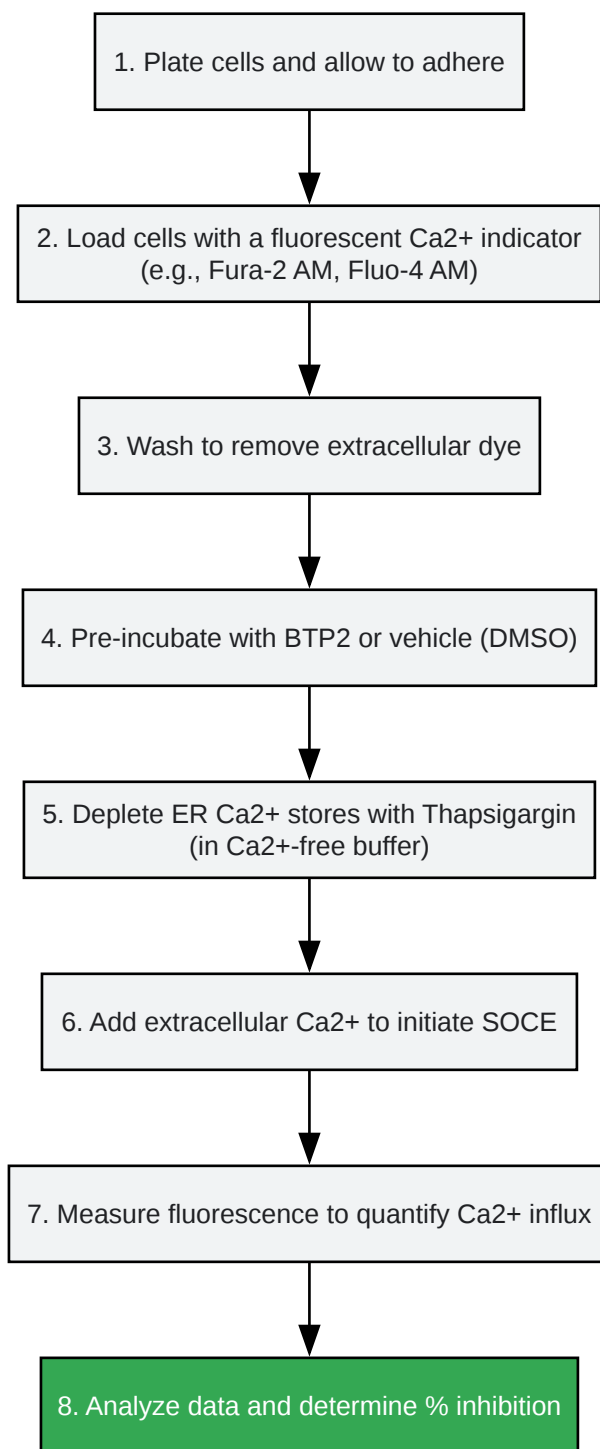 1. Plate cells and allow to adhere
2. Load cells with a fluorescent Ca2+ indicator
(e.g., Fura-2 AM, Fluo-4 AM)
3. Wash to remove extracellular dye
4. Pre-incubate with BTP2 or vehicle (DMSO)
5. Deplete ER Ca2+ stores with Thapsigargin
(in Ca2+-free buffer)
6. Add extracellular Ca2+ to initiate SOCE
7. Measure fluorescence to quantify Ca2+ influx
8. Analyze data and determine % inhibition